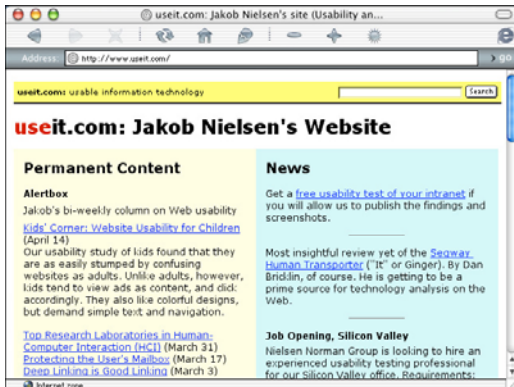 useit.com: Jakob Nielsen's site (Usability an...
Address: http://www.useit.com/ go
useit.com: usable information technology Search
useit.com: Jakob Nielsen's Website
Permanent Content
Alertbox
Jakob's bi-weekly column on Web usability
Kids' Corner: Website Usability for Children
(April 14)
Our usability study of kids found that they
are as easily stumped by confusing
websites as adults. Unlike adults, however,
kids tend to view ads as content, and click
accordingly. They also like colorful designs,
but demand simple text and navigation.
Top Research Laboratories in Human-
Computer Interaction (HCI) (March 31)
Protecting the User's Mailbox (March 17)
Deep Linking is Good Linking (March 3)
News
Get a free usability test of your intranet if
you will allow us to publish the findings and
screenshots.
Most insightful review yet of the Segway
Human Transporter ("It" or Ginger). By Dan
Bricklin, of course. He is getting to be a
prime source for technology analysis on the
Web.
Job Opening, Silicon Valley
Nielsen Norman Group is looking to hire an
experienced usability testing professional
for our Silicon Valley office. Requirements:
Internet zone